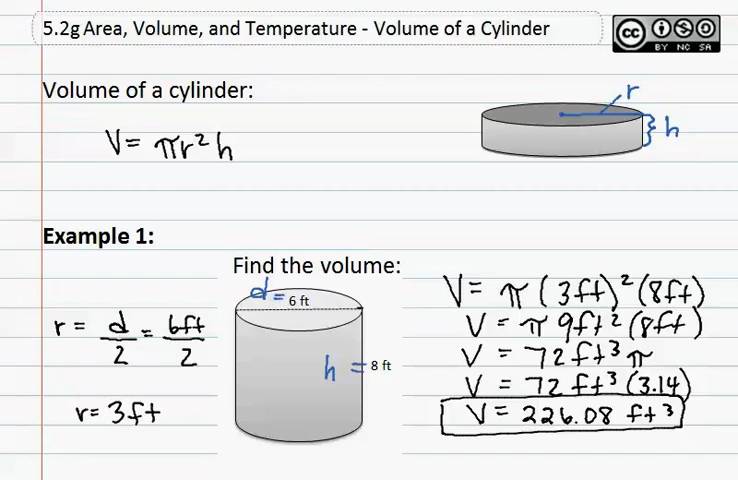 5.2g Area, Volume, and Temperature - Volume of a Cylinder
cc BY NC SA
Volume of a cylinder:
r
V= πr²h
h
Example 1:
Find the volume:
d = 6 ft
r = d/2 = 6ft/2
h = 8 ft
r= 3ft
V= π (3ft)² (8ft)
V = π 9ft² (8ft)
V = 72 ft³ π
V = 72 ft³ (3.14)
V = 226.08 ft³